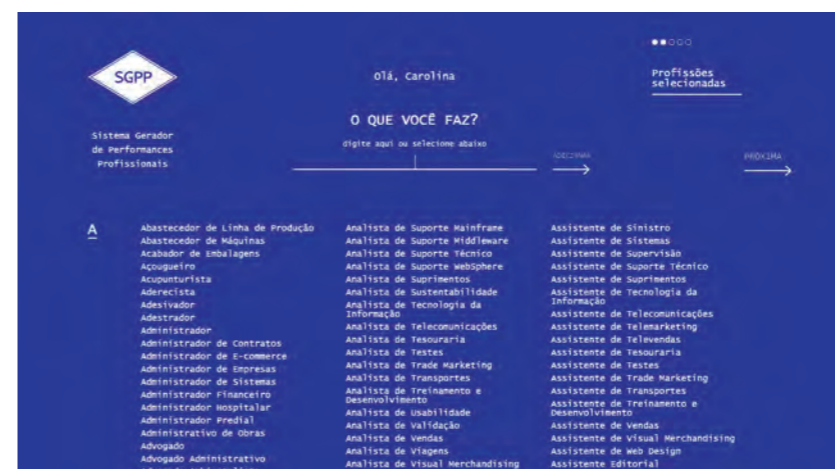 SGPP
Sistema Gerador
de Performances
Profissionais
Olá, Carolina
O QUE VOCÊ FAZ?
digite aqui ou selecione abaixo
ADICIONAR
Profissões
selecionadas
PRÓXIMA
A
Abastecedor de Linha de Produção
Abastecedor de Máquinas
Acabador de Embalagens
Açougueiro
Acupunturista
Aderecista
Adesivador
Adestrador
Administrador
Administrador de Contratos
Administrador de E-commerce
Administrador de Empresas
Administrador de Sistemas
Administrador Financeiro
Administrador Hospitalar
Administrador Predial
Administrativo de Obras
Advogado
Advogado Administrativo
Analista de Suporte Mainframe
Analista de Suporte Middleware
Analista de Suporte Técnico
Analista de Suporte WebSphere
Analista de Suprimentos
Analista de Sustentabilidade
Analista de Tecnologia da
Informação
Analista de Telecomunicações
Analista de Tesouraria
Analista de Testes
Analista de Trade Marketing
Analista de Transportes
Analista de Treinamento e
Desenvolvimento
Analista de Usabilidade
Analista de Validação
Analista de Vendas
Analista de Viagens
Analista de Visual Merchandising
Assistente de Sinistro
Assistente de Sistemas
Assistente de Supervisão
Assistente de Suporte Técnico
Assistente de Suprimentos
Assistente de Tecnologia da
Informação
Assistente de Telecomunicações
Assistente de Telemarketing
Assistente de Televendas
Assistente de Tesouraria
Assistente de Testes
Assistente de Trade Marketing
Assistente de Transportes
Assistente de Treinamento e
Desenvolvimento
Assistente de Vendas
Assistente de Visual Merchandising
Assistente de Web Design
Assistente Editorial